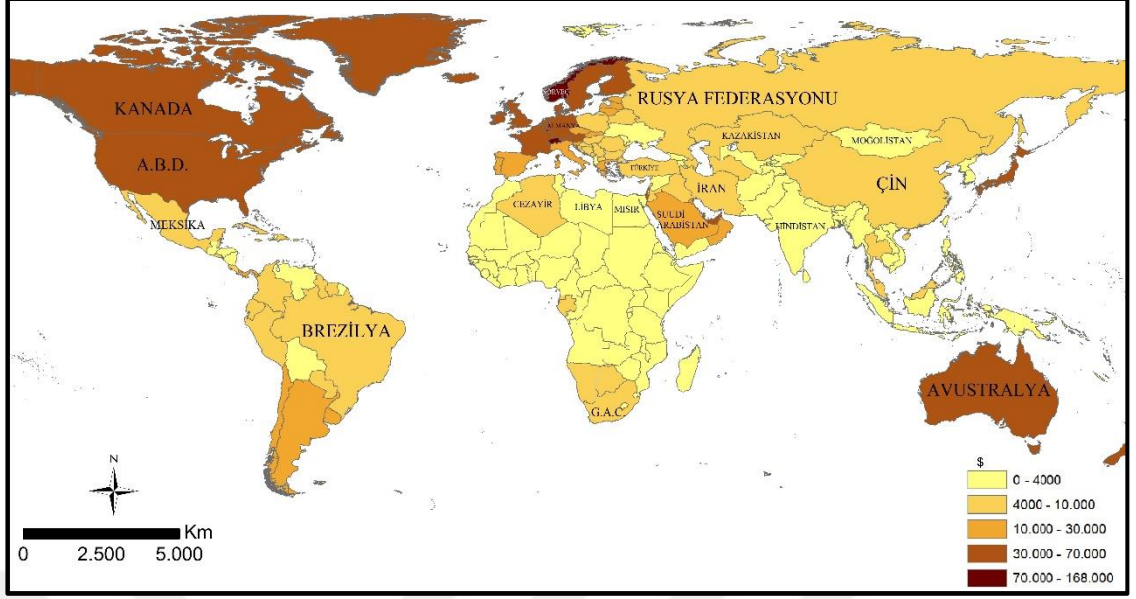 KANADA
A.B.D.
MEKSİKA
BREZİLYA
NORVEÇ
ALMANYA
RUSYA FEDERASYONU
KAZAKİSTAN
MOĞOLİSTAN
TÜRKİYE
İRAN
ÇİN
CEZAYİR
LİBYA
MISIR
SUUDİ
ARABİSTAN
HİNDİSTAN
G.A.C.
AVUSTRALYA
N
Km
0 2.500 5.000
$
0 - 4000
4000 - 10.000
10.000 - 30.000
30.000 - 70.000
70.000 - 168.000